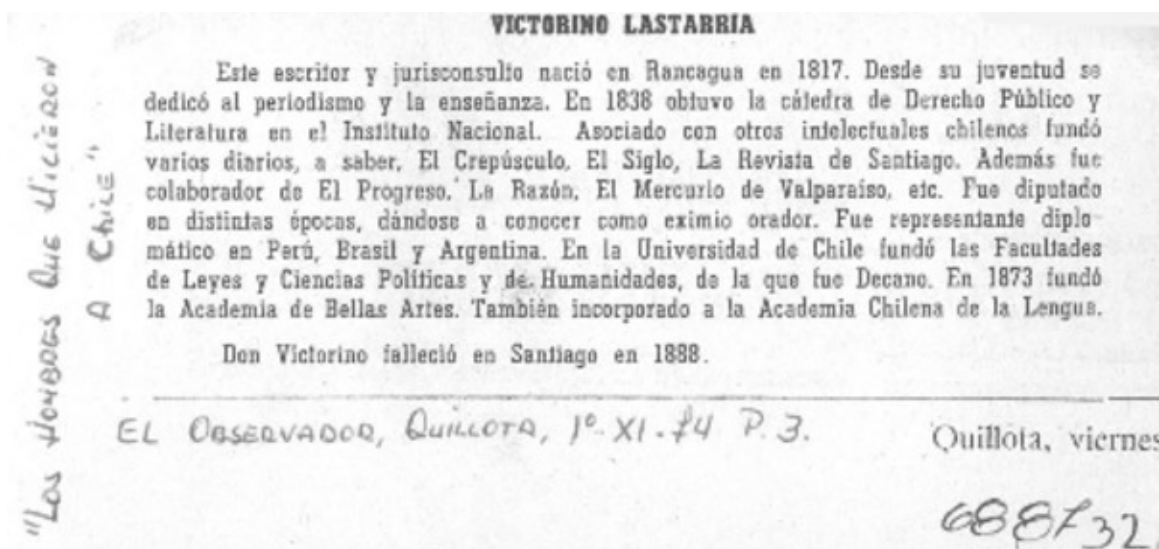 VICTORINO LASTARRIA
Este escritor y jurisconsulto nació en Rancagua en 1817. Desde su juventud se
dedicó al periodismo y la enseñanza. En 1838 obtuvo la cátedra de Derecho Público y
Literatura en el Instituto Nacional. Asociado con otros intelectuales chilenos fundó
varios diarios, a saber, El Crepúsculo, El Siglo, La Revista de Santiago. Además fue
colaborador de El Progreso, La Razón, El Mercurio de Valparaíso, etc. Fue diputado
en distintas épocas, dándose a conocer como eximio orador. Fue representante diplo-
mático en Perú, Brasil y Argentina. En la Universidad de Chile fundó las Facultades
de Leyes y Ciencias Políticas y de Humanidades, de la que fue Decano. En 1873 fundó
la Academia de Bellas Artes. También incorporado a la Academia Chilena de la Lengua.
Don Victorino falleció en Santiago en 1888.
"Los Hombres Que Hicieron
A Chile"
EL OBSERVADOR, Quillota, 1º-XI-74 P. 3.
Quillota, viernes